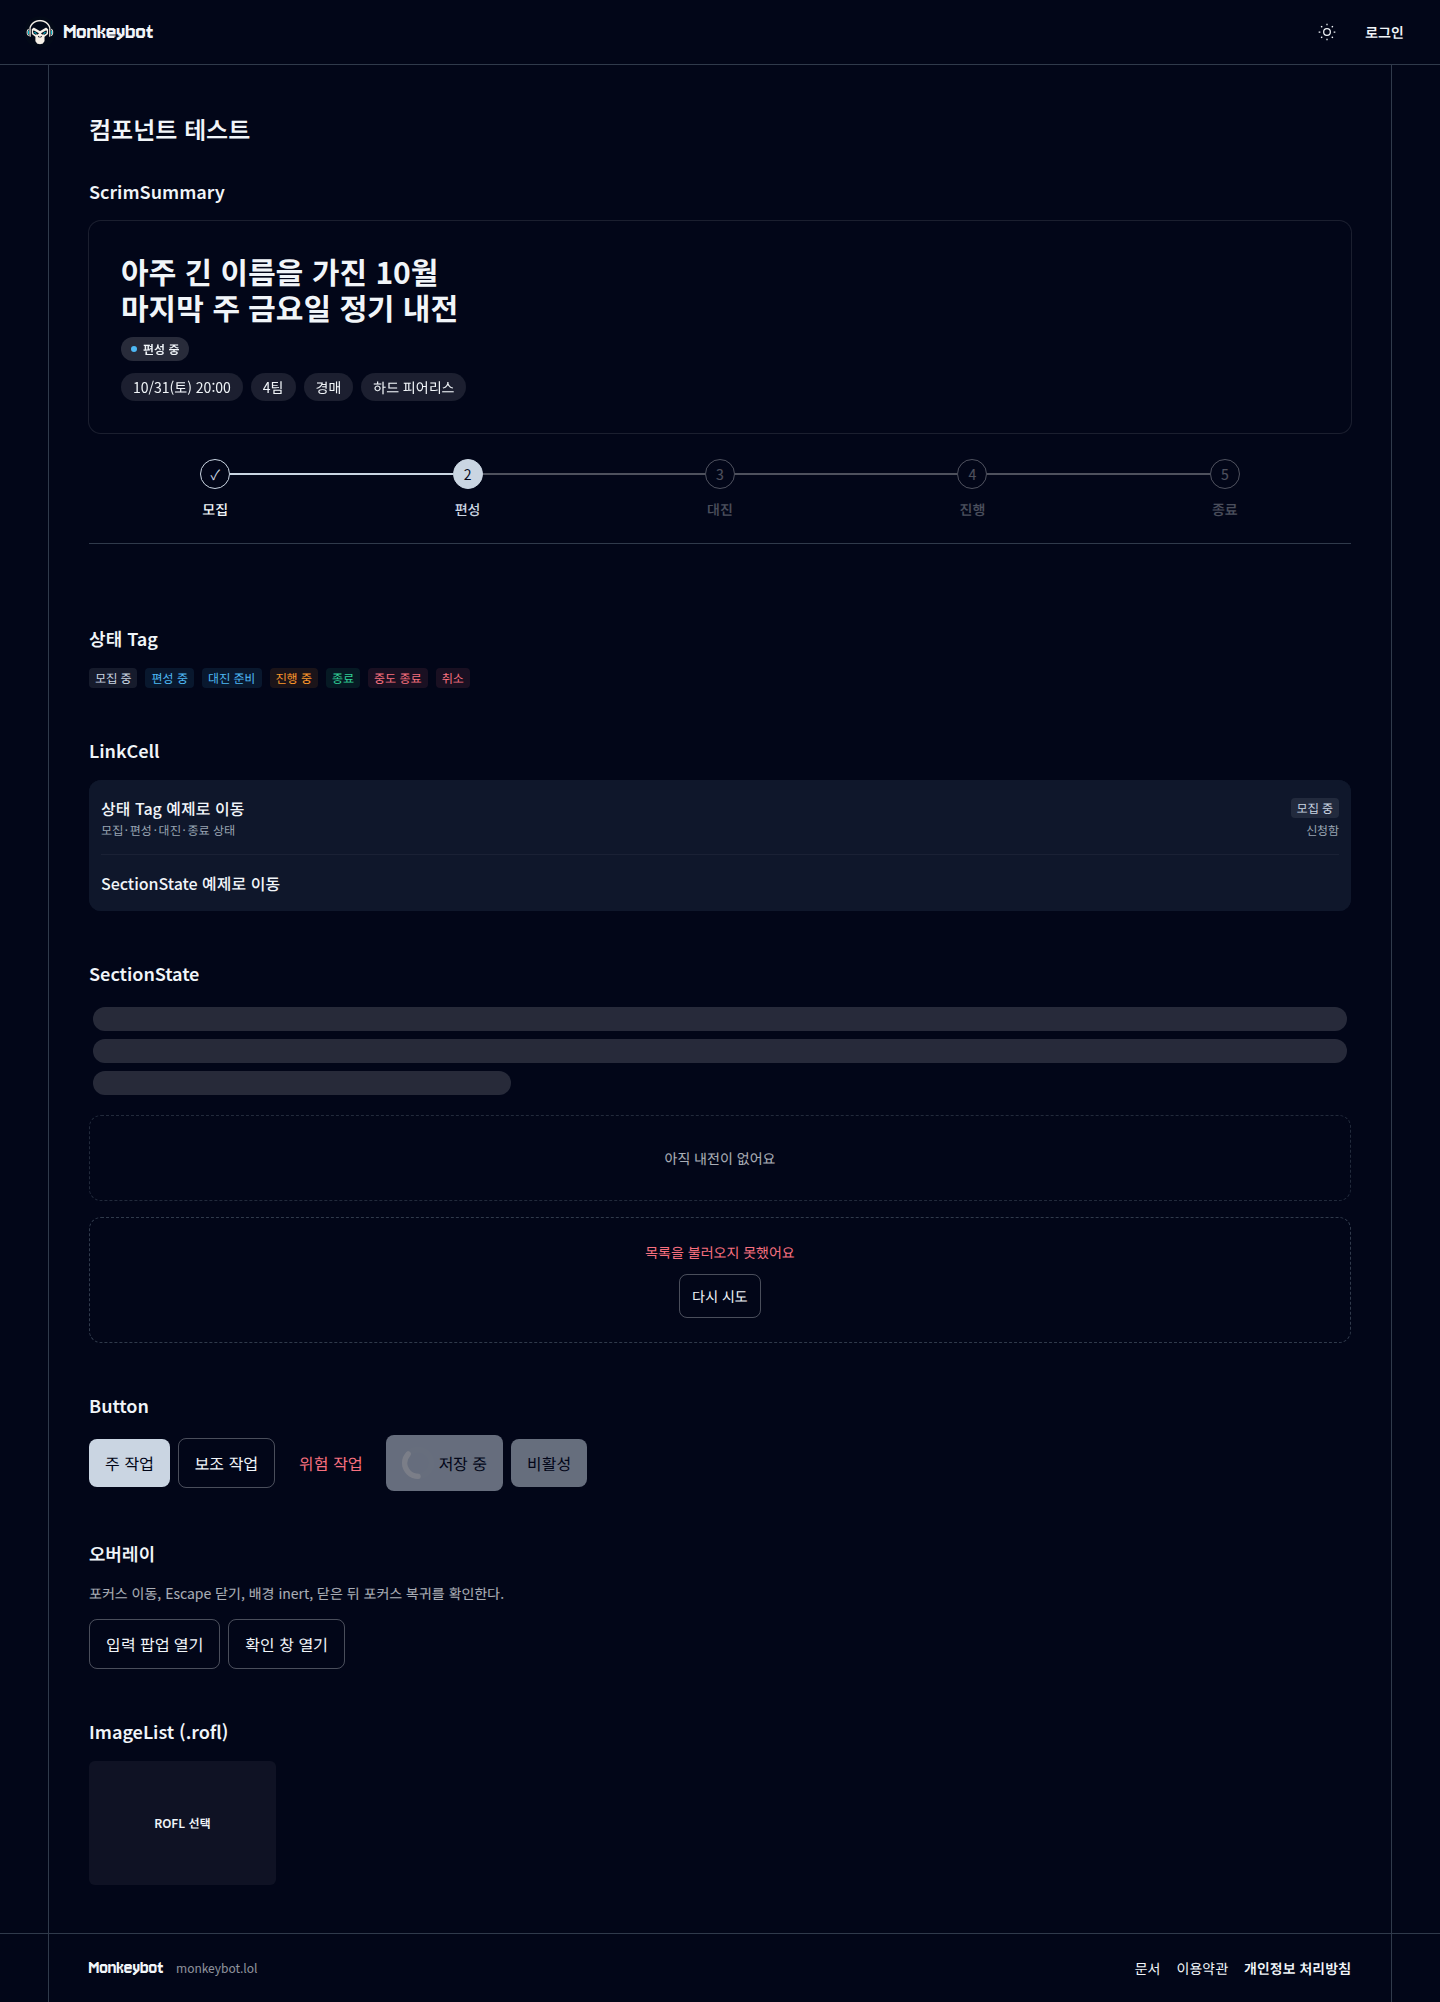 Monkeybot
로그인
컴포넌트 테스트
ScrimSummary
아주 긴 이름을 가진 10월
마지막 주 금요일 정기 내전
편성 중
10/31(토) 20:00 4팀 경매 하드 피어리스
✓ 2 3 4 5
모집 편성 대진 진행 종료
상태 Tag
모집 중 편성 중 대진 준비 진행 중 종료 중도 종료 취소
LinkCell
상태 Tag 예제로 이동 모집 중
모집·편성·대진·종료 상태 신청함
SectionState 예제로 이동
SectionState
아직 내전이 없어요
목록을 불러오지 못했어요
다시 시도
Button
주 작업 보조 작업 위험 작업 저장 중 비활성
오버레이
포커스 이동, Escape 닫기, 배경 inert, 닫은 뒤 포커스 복귀를 확인한다.
입력 팝업 열기 확인 창 열기
ImageList (.rofl)
ROFL 선택
Monkeybot monkeybot.lol 문서 이용약관 개인정보 처리방침